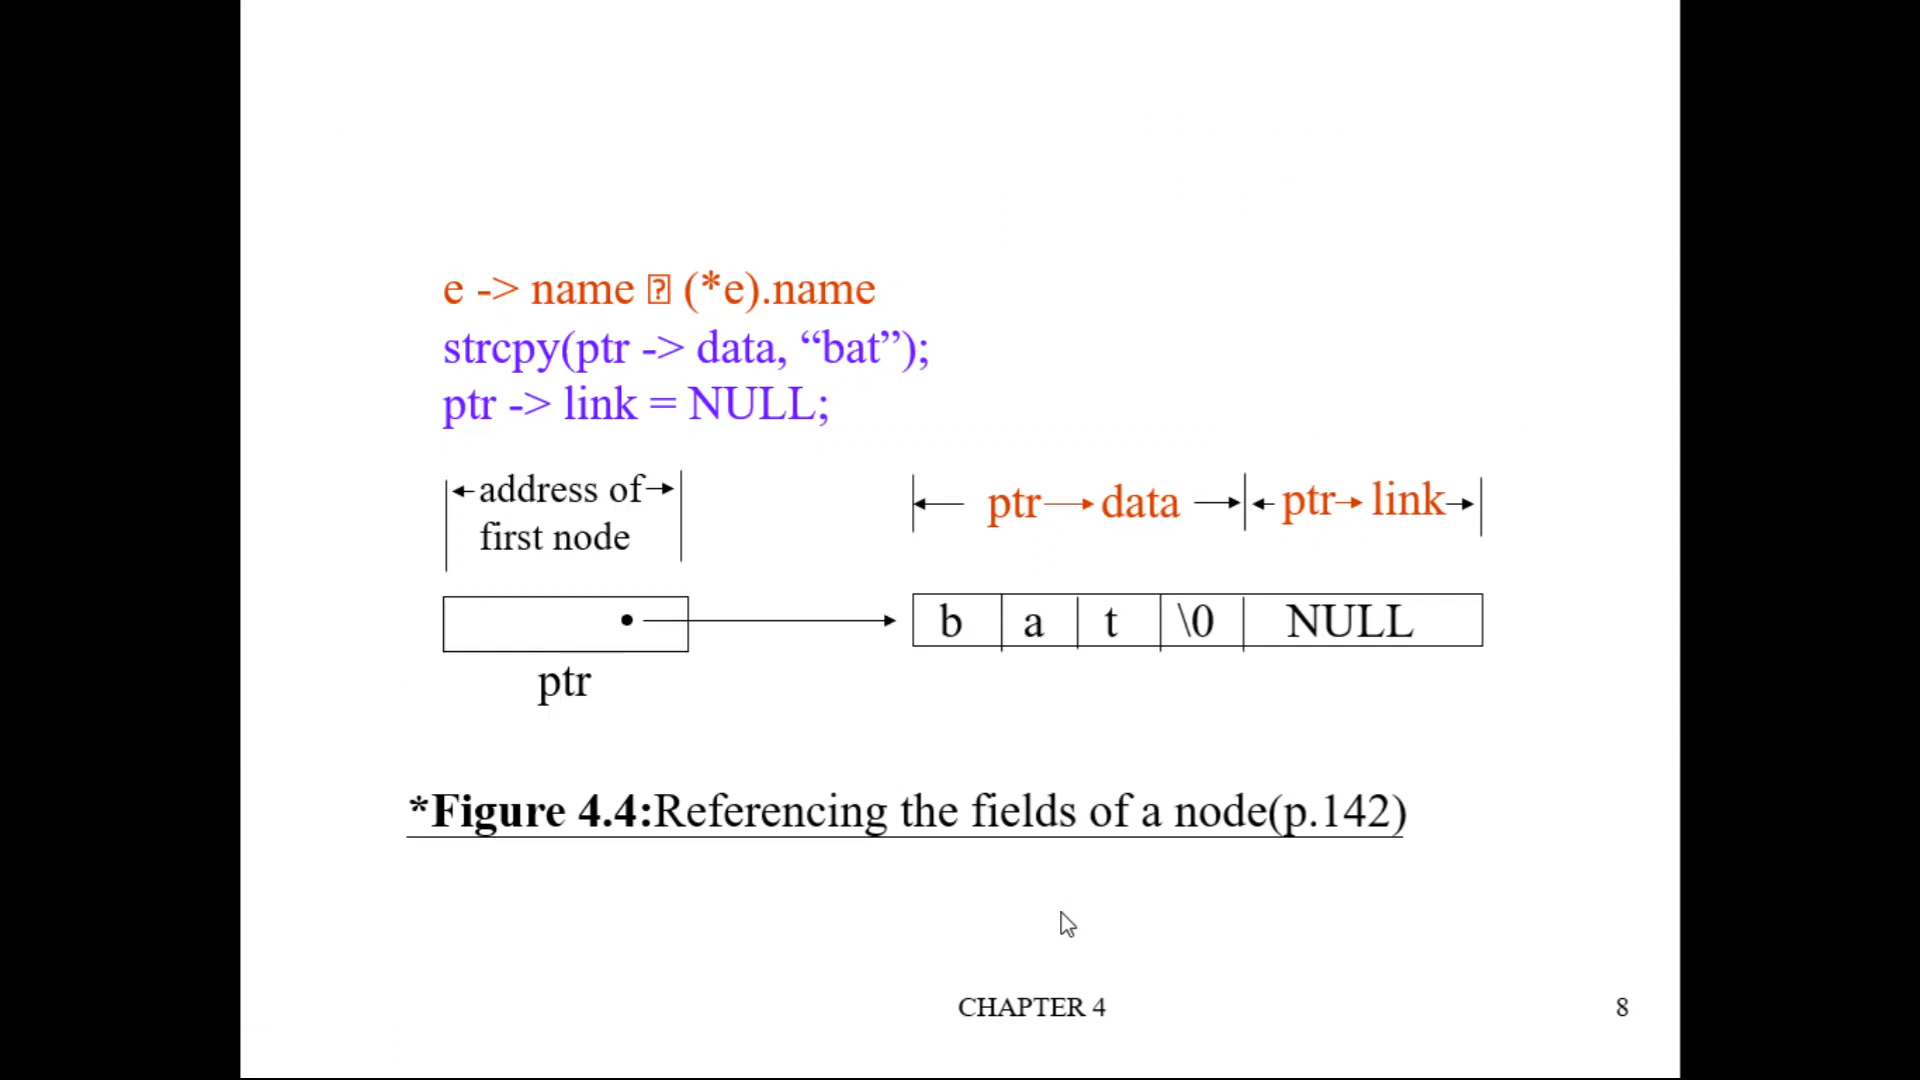 e -> name ⍰ (*e).name
strcpy(ptr -> data, “bat”);
ptr -> link = NULL;
address of
first node
ptr→data
ptr→link
b a t \0 NULL
ptr
*Figure 4.4:Referencing the fields of a node(p.142)
CHAPTER 4
8